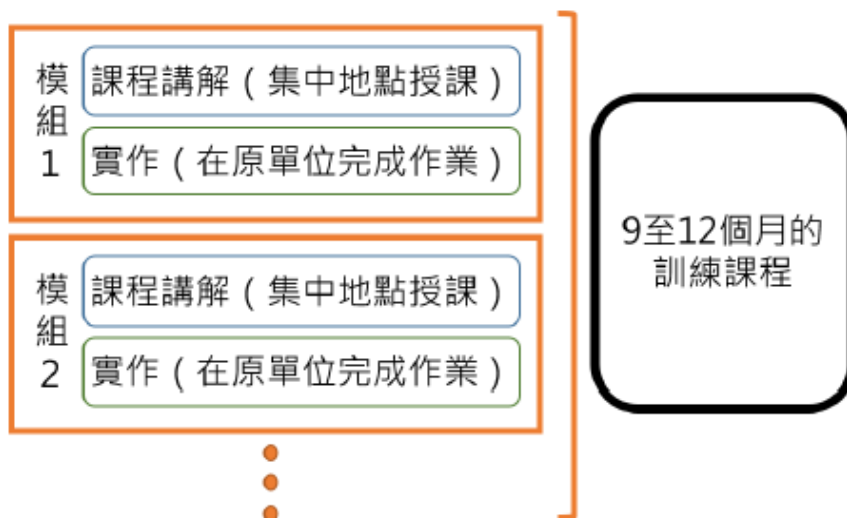 模組1
課程講解（集中地點授課）
實作（在原單位完成作業）
模組2
課程講解（集中地點授課）
實作（在原單位完成作業）
9至12個月的
訓練課程